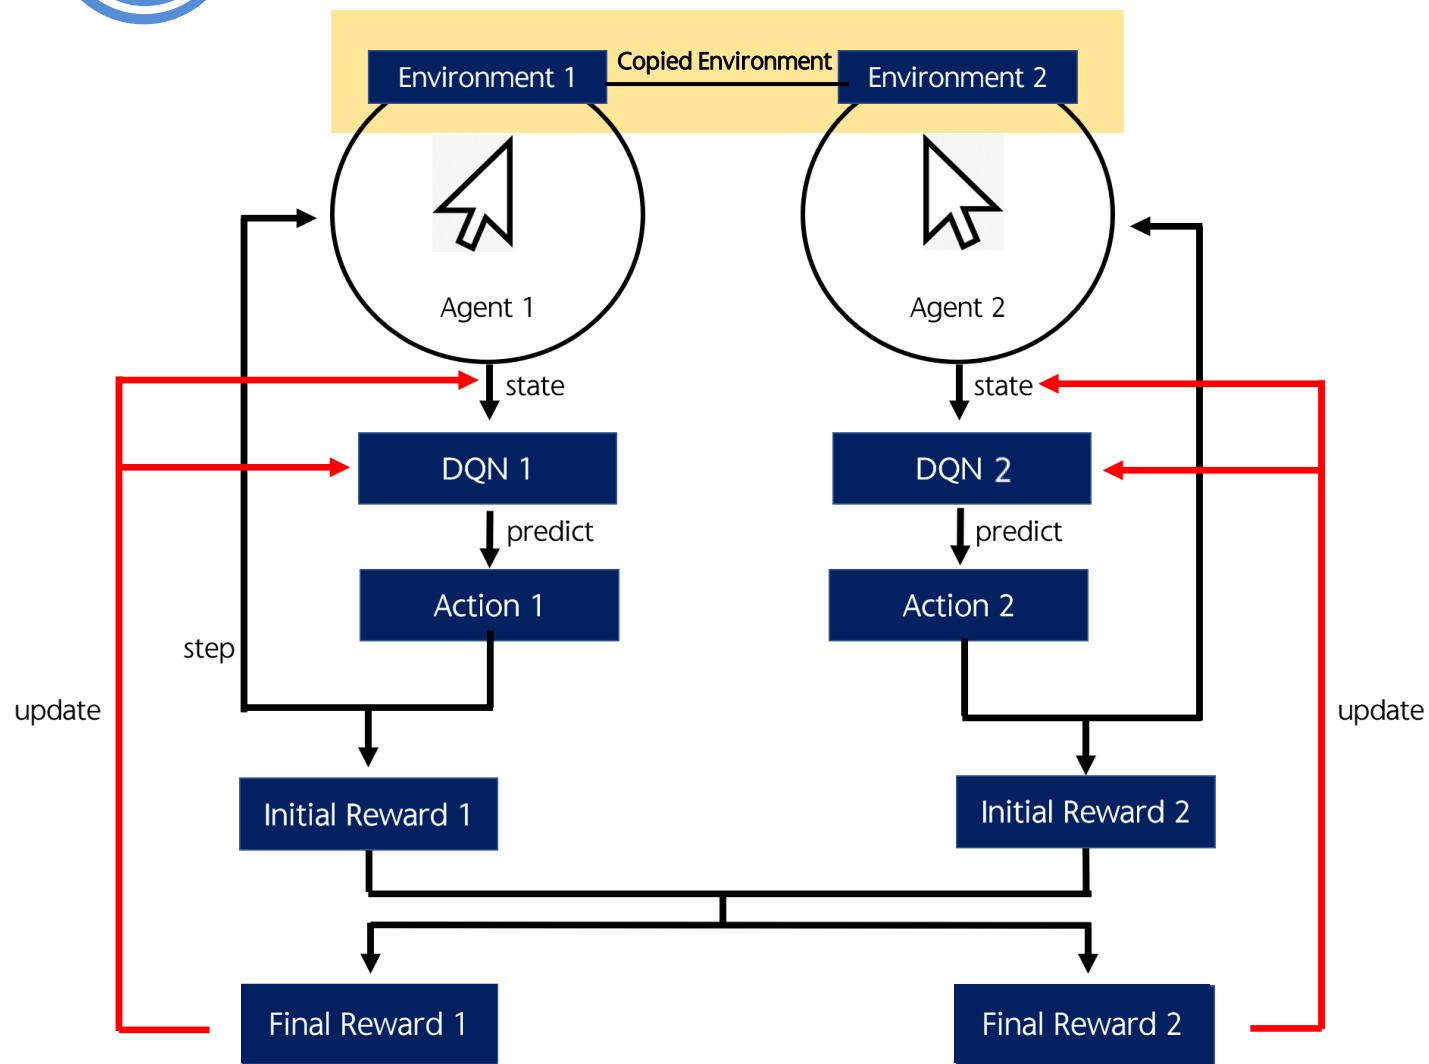 Environment 1
Copied Environment
Environment 2
Agent 1
Agent 2
state
state
DQN 1
DQN 2
predict
predict
Action 1
Action 2
step
update
update
Initial Reward 1
Initial Reward 2
Final Reward 1
Final Reward 2